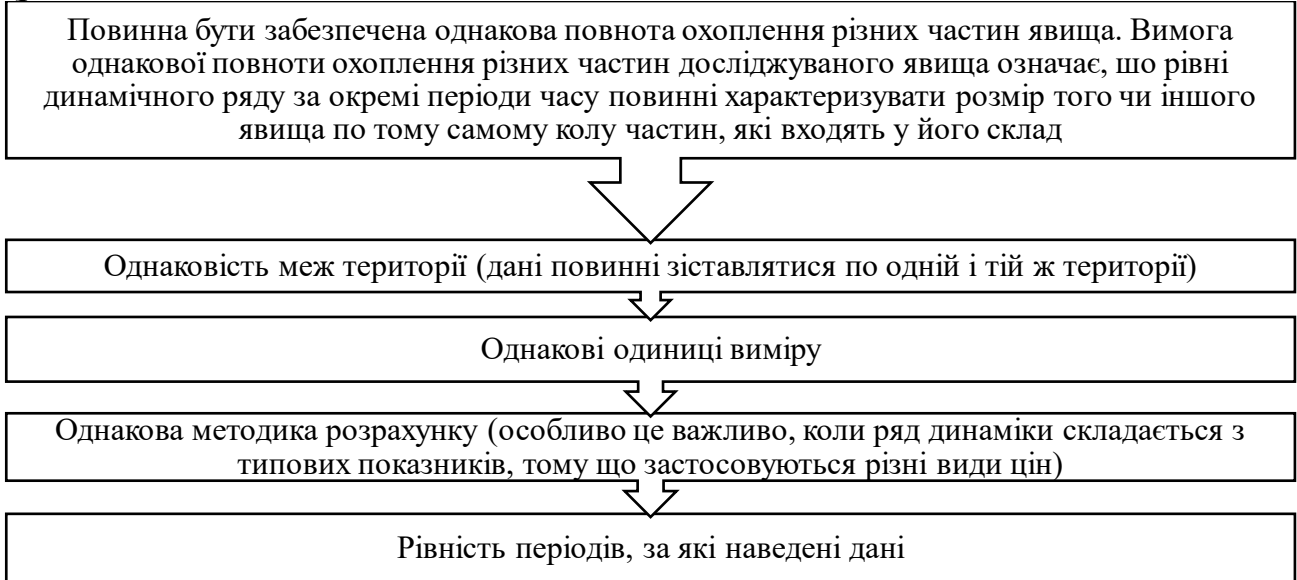 Повинна бути забезпечена однакова повнота охоплення різних частин явища. Вимога
однакової повноти охоплення різних частин досліджуваного явища означає, шо рівні
динамічного ряду за окремі періоди часу повинні характеризувати розмір того чи іншого
явища по тому самому колу частин, які входять у його склад
Однаковість меж території (дані повинні зіставлятися по одній і тій ж території)
Однакові одиниці виміру
Однакова методика розрахунку (особливо це важливо, коли ряд динаміки складається з
типових показників, тому що застосовуються різні види цін)
Рівність періодів, за які наведені дані